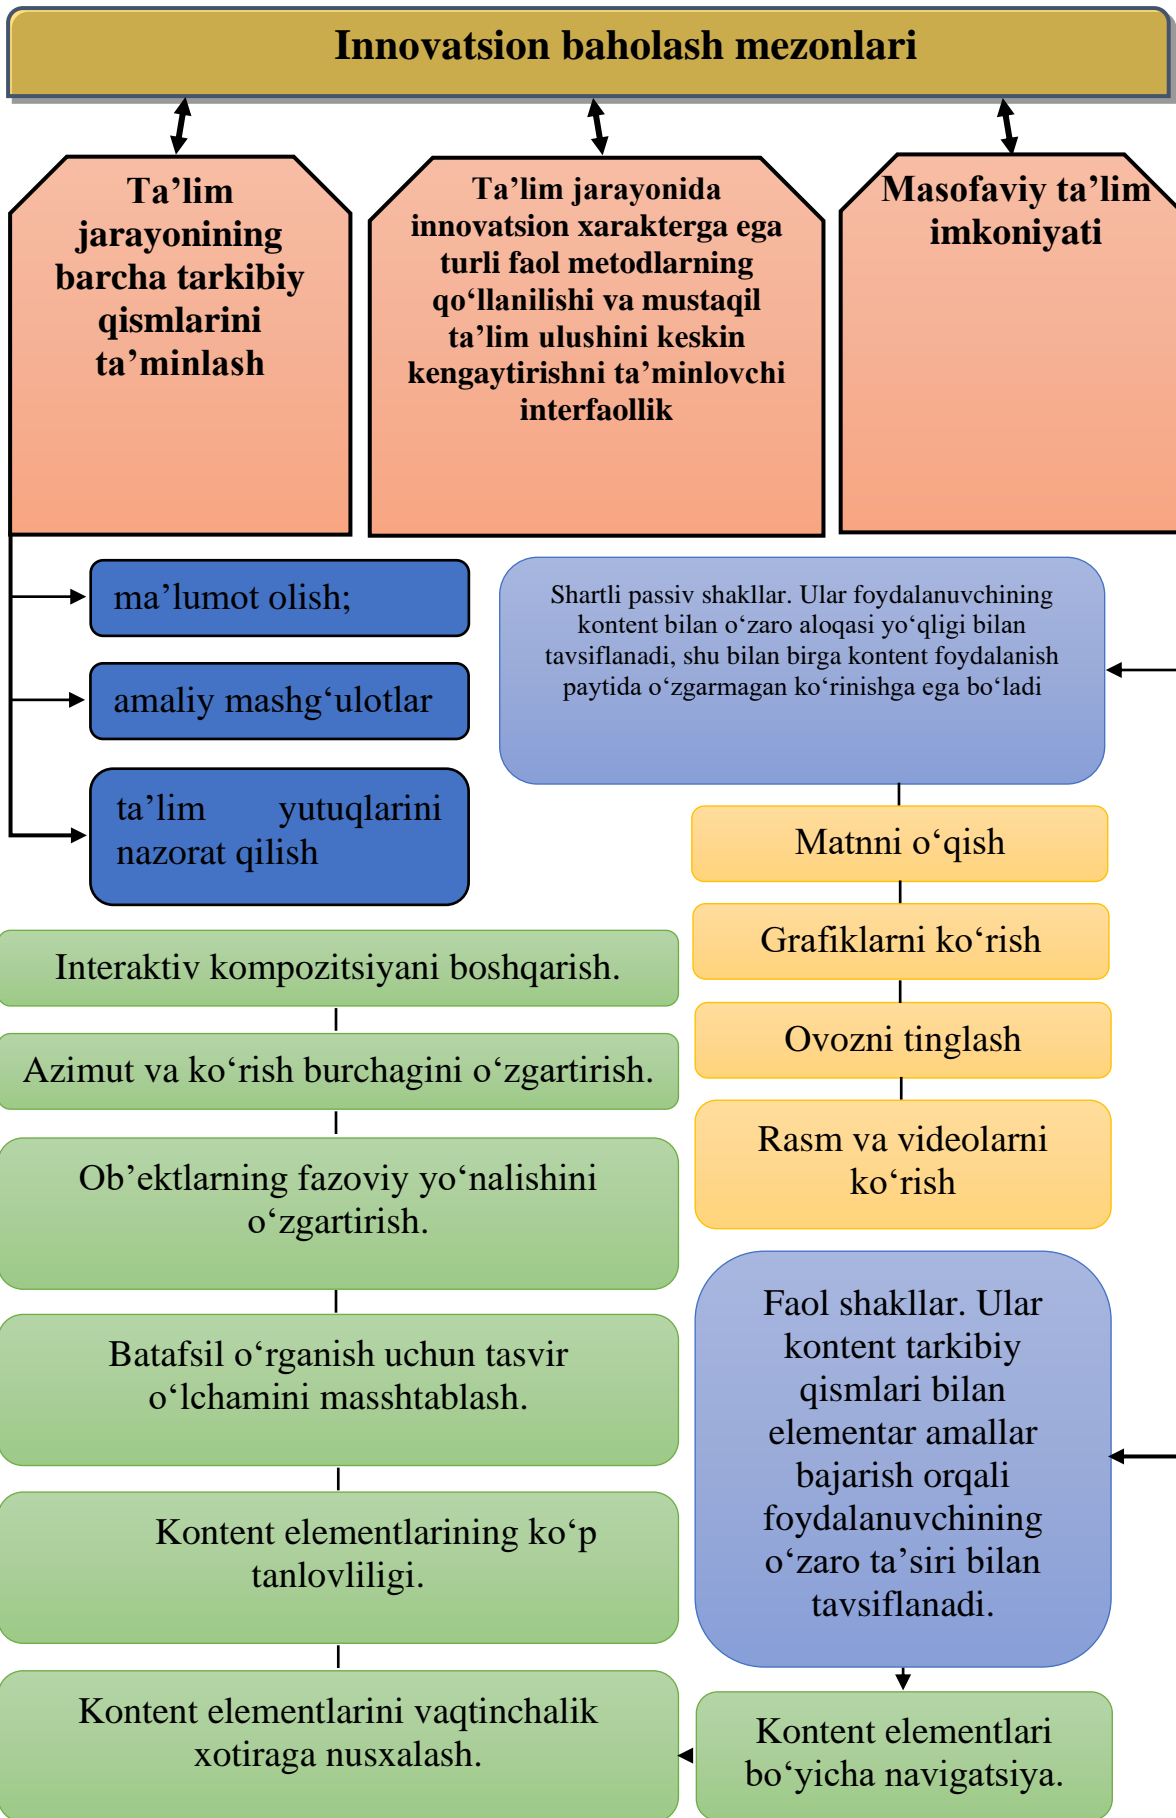 Innovatsion baholash mezonlari
Ta’lim
jarayonining
barcha tarkibiy
qismlarini
ta’minlash
Ta’lim jarayonida
innovatsion xarakterga ega
turli faol metodlarning
qo‘llanilishi va mustaqil
ta’lim ulushini keskin
kengaytirishni ta’minlovchi
interfaollik
Masofaviy ta’lim
imkoniyati
ma’lumot olish;
amaliy mashg‘ulotlar
ta’lim yutuqlarini
nazorat qilish
Shartli passiv shakllar. Ular foydalanuvchining
kontent bilan o‘zaro aloqasi yo‘qligi bilan
tavsiflanadi, shu bilan birga kontent foydalanish
paytida o‘zgarmagan ko‘rinishga ega bo‘ladi
Matnni o‘qish
Grafiklarni ko‘rish
Ovozni tinglash
Rasm va videolarni
ko‘rish
Faol shakllar. Ular
kontent tarkibiy
qismlari bilan
elementar amallar
bajarish orqali
foydalanuvchining
o‘zaro ta’siri bilan
tavsiflanadi.
Kontent elementlari
bo‘yicha navigatsiya.
Interaktiv kompozitsiyani boshqarish.
Azimut va ko‘rish burchagini o‘zgartirish.
Ob’ektlarning fazoviy yo‘nalishini
o‘zgartirish.
Batafsil o‘rganish uchun tasvir
o‘lchamini masshtablash.
Kontent elementlarining ko‘p
tanlovliligi.
Kontent elementlarini vaqtinchalik
xotiraga nusxalash.